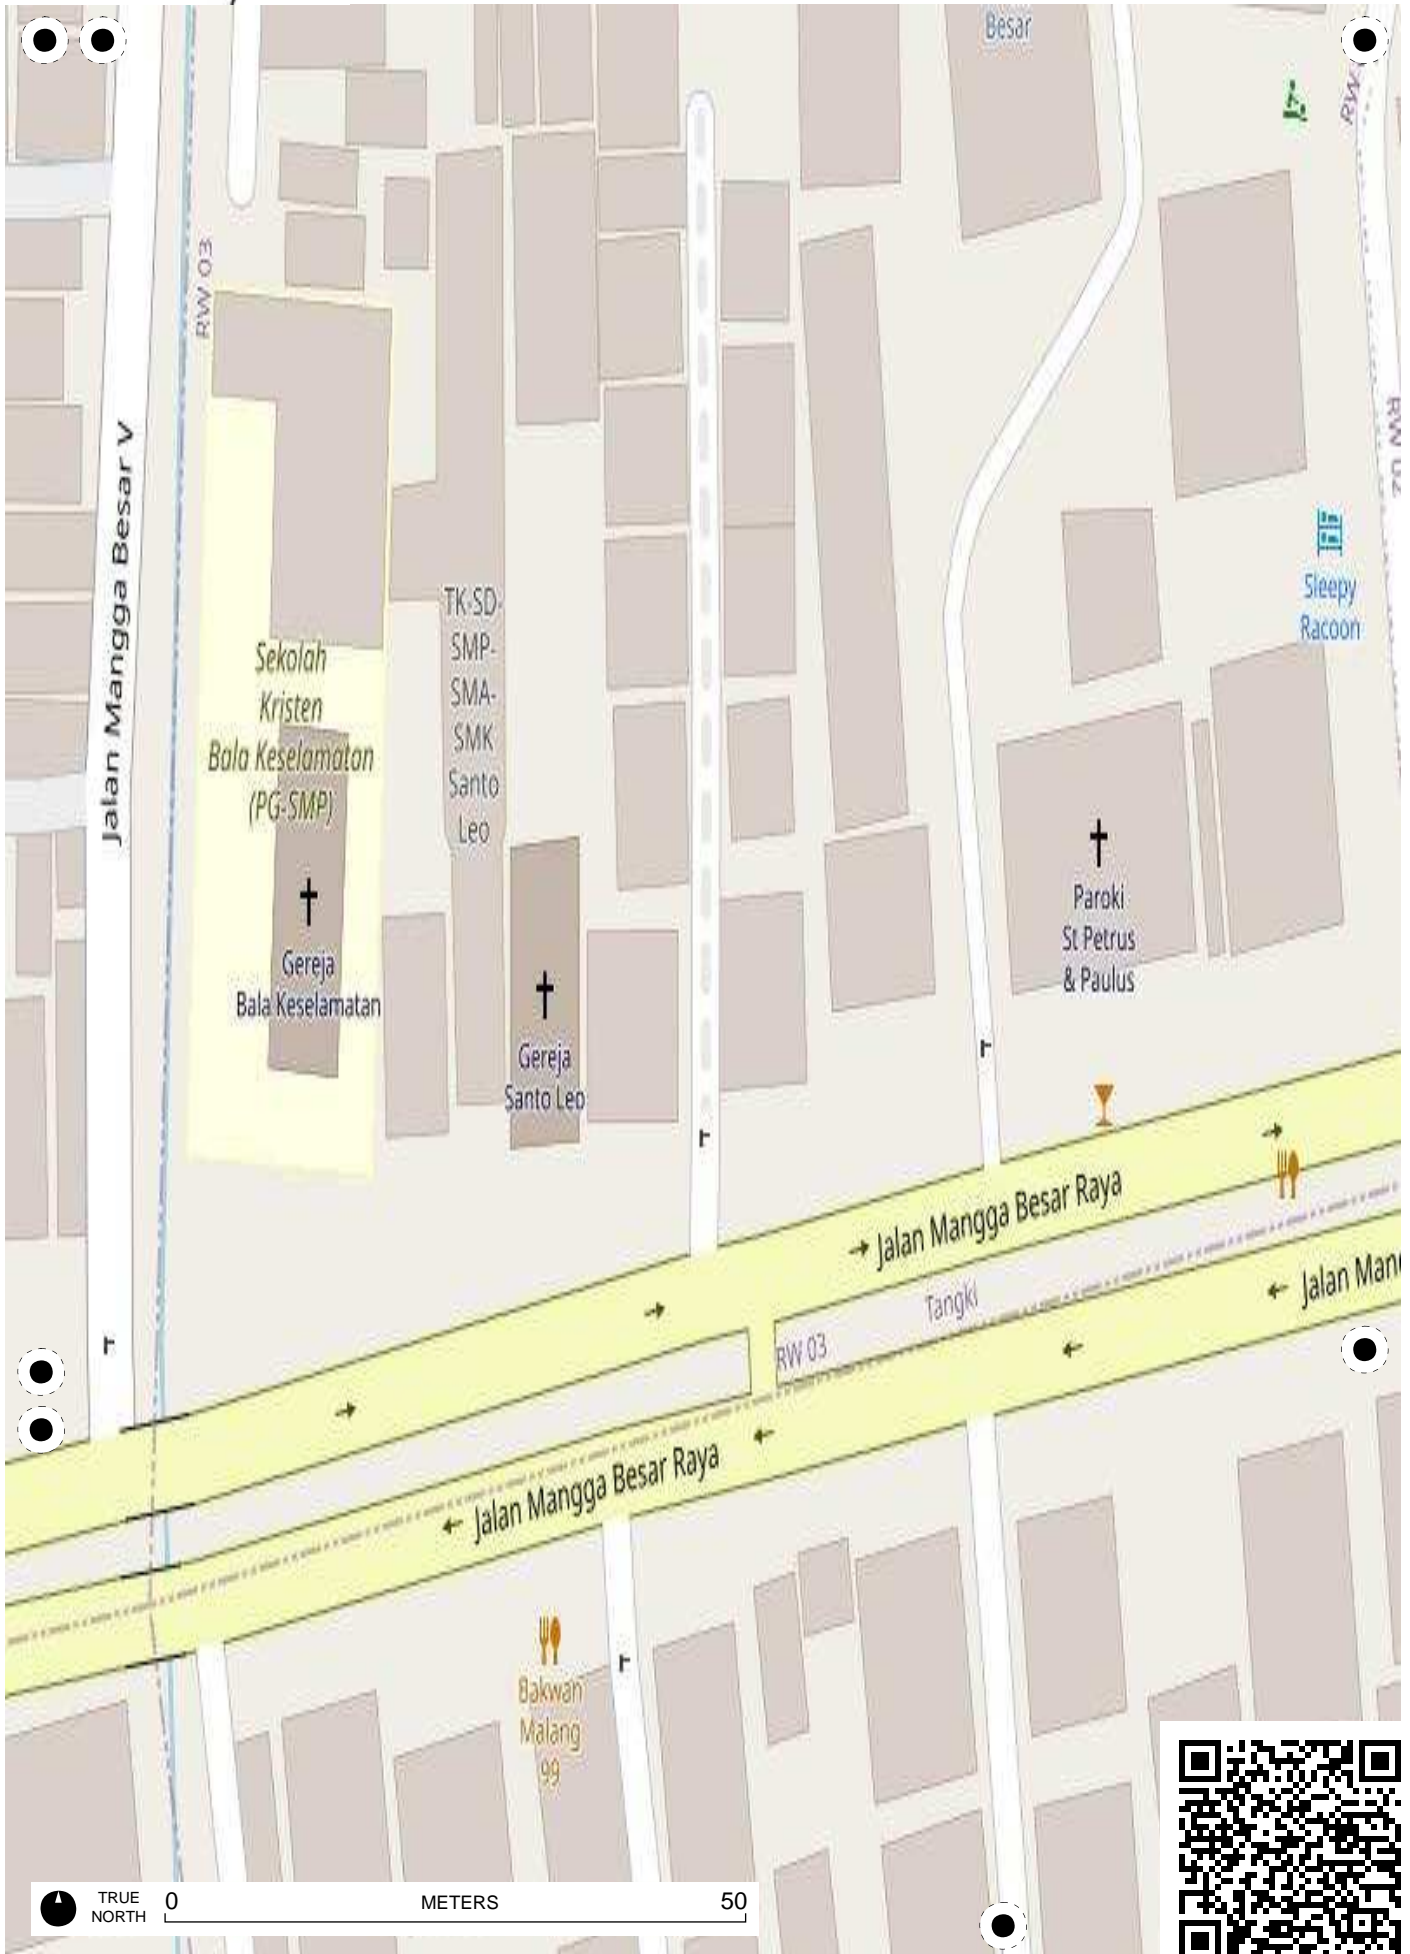 Besar
RW
RW 03
RW 02
Jalan Mangga Besar V
Sleepy
Racoon
TK-SD-
SMP-
SMA-
SMK
Santo
Leo
Sekolah
Kristen
Bala Keselamatan
(PG-SMP)
Paroki
St Petrus
& Paulus
Gereja
Bala Keselamatan
Gereja
Santo Leo
Jalan Mangga Besar Raya
Jalan Man
Tangki
RW 03
Jalan Mangga Besar Raya
Bakwan
Malang
99
TRUE
NORTH
0 METERS 50